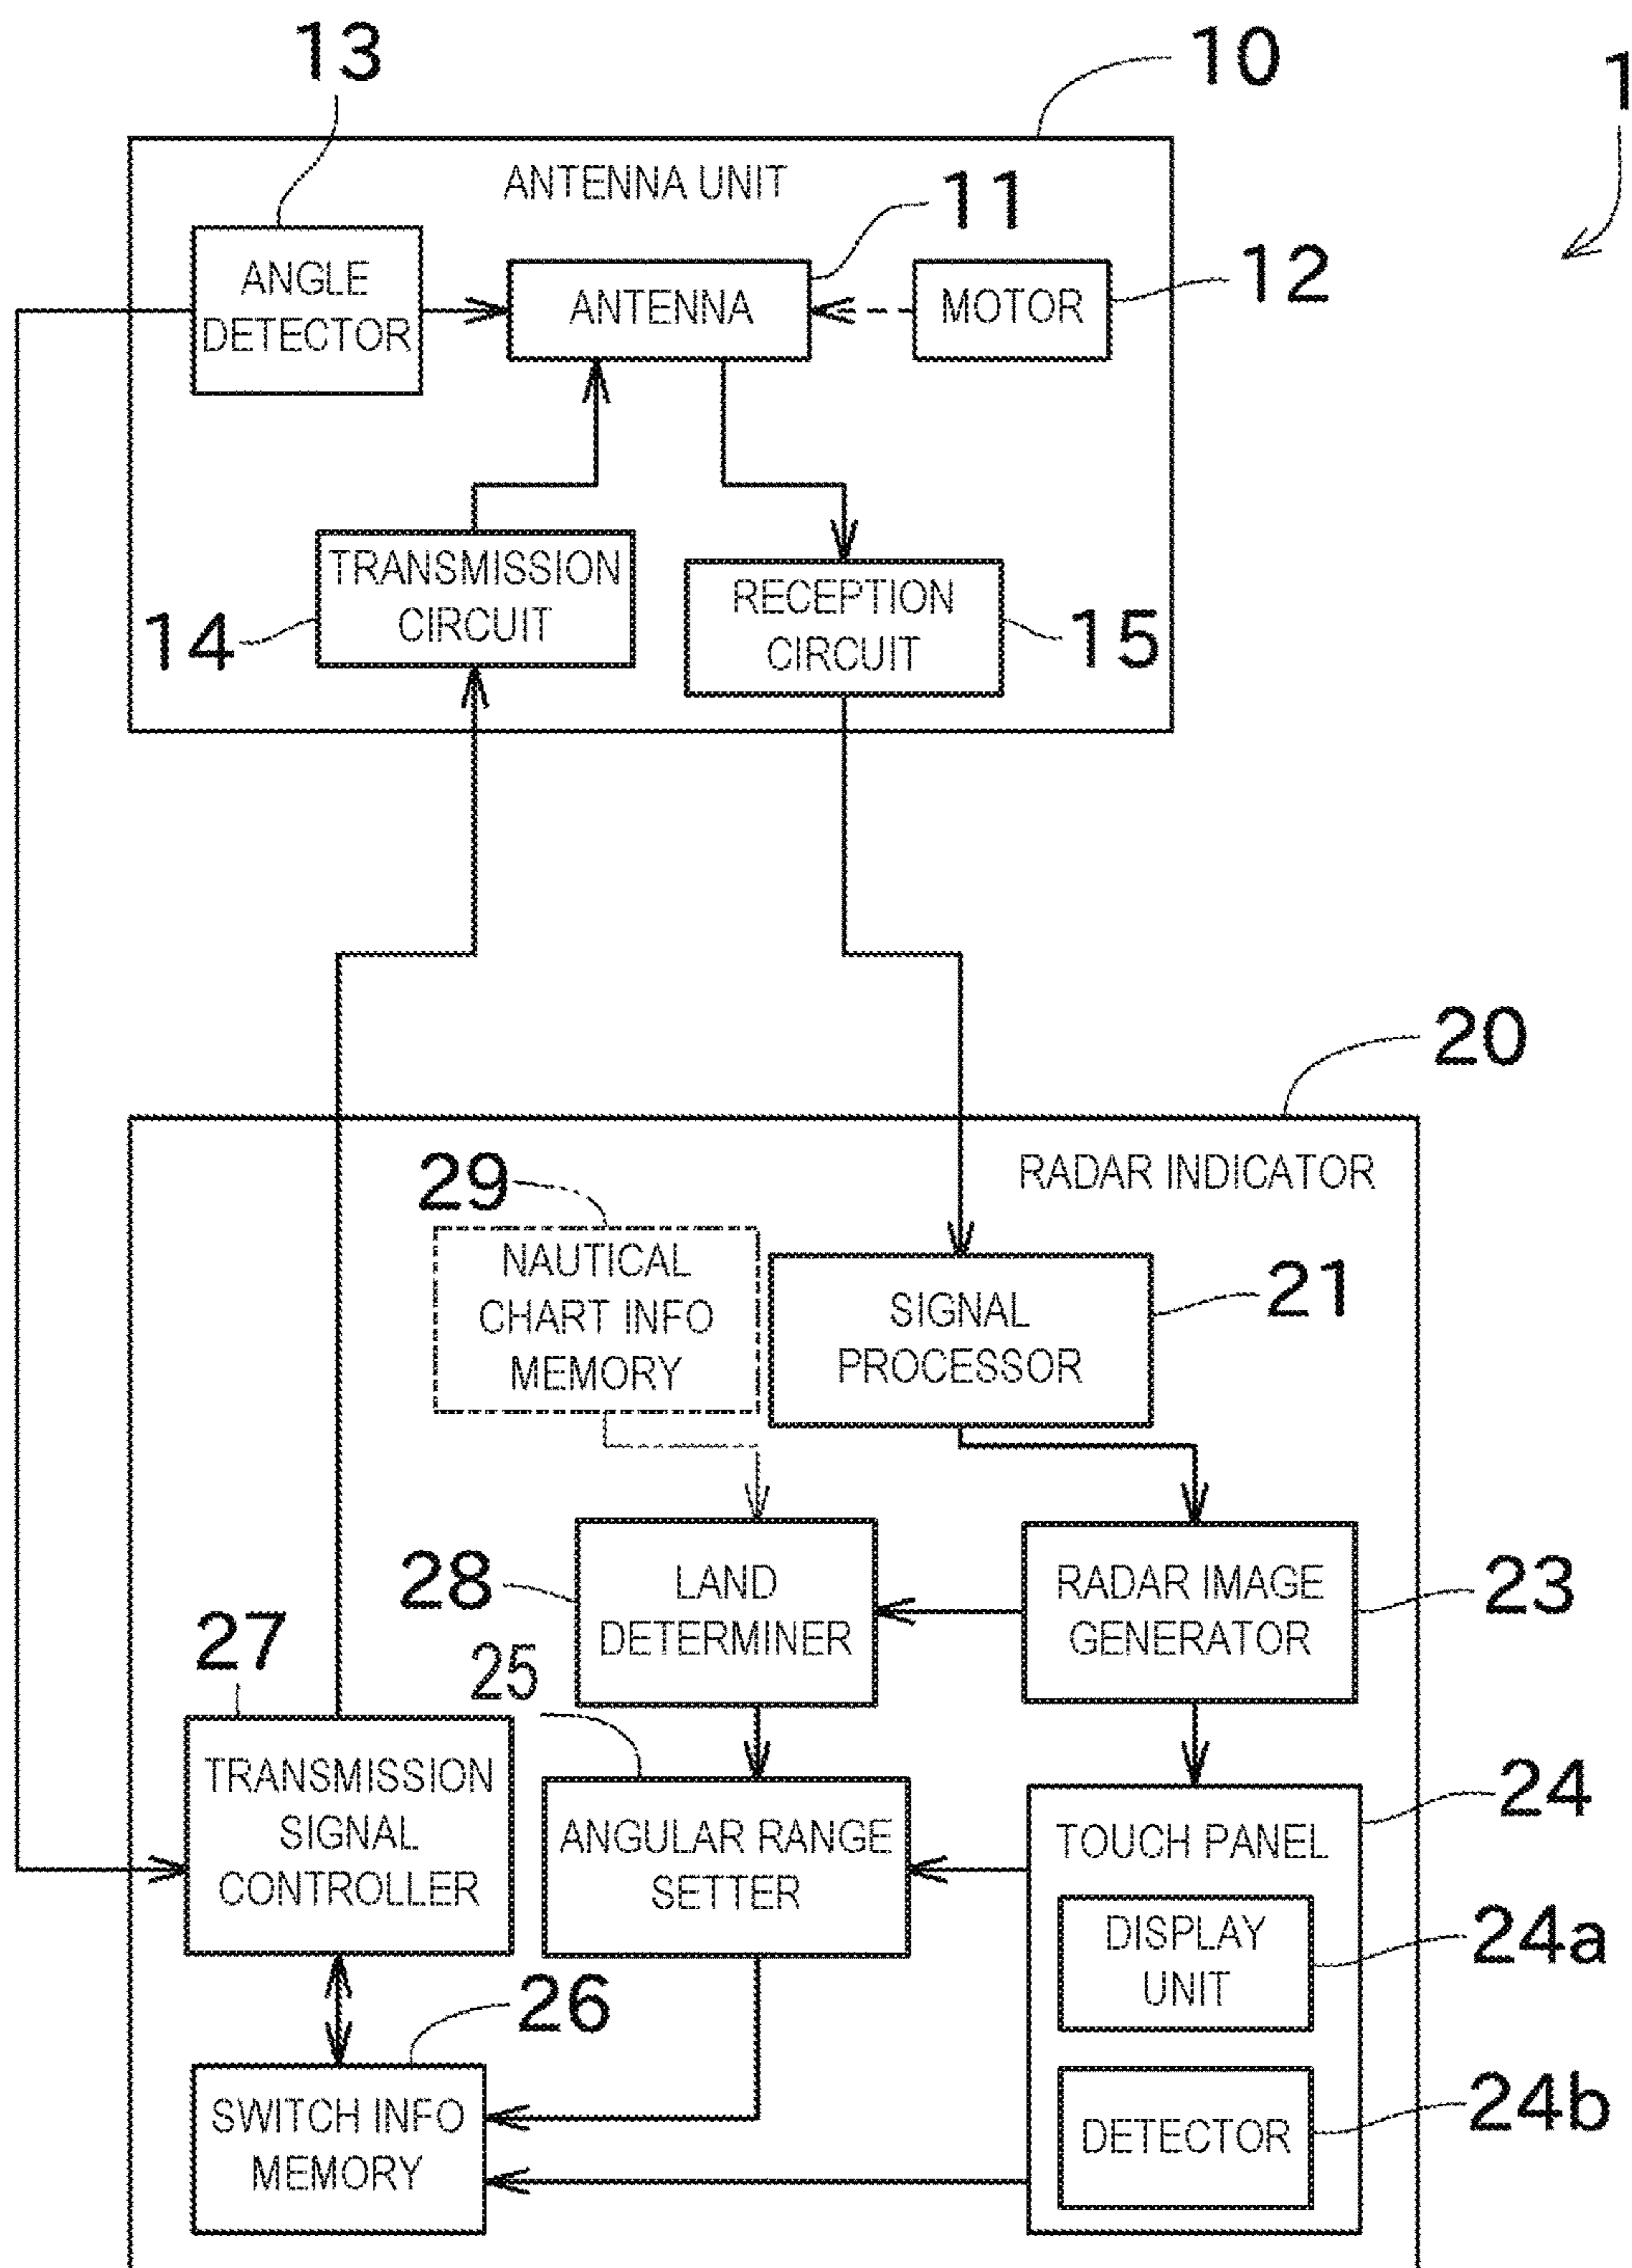 13
10
1
ANTENNA UNIT
11
ANGLE
DETECTOR
ANTENNA
MOTOR
12
TRANSMISSION
CIRCUIT
14
RECEPTION
CIRCUIT
15
20
RADAR INDICATOR
29
NAUTICAL
CHART INFO
MEMORY
SIGNAL
PROCESSOR
21
28
LAND
DETERMINER
RADAR IMAGE
GENERATOR
23
27
25
TRANSMISSION
SIGNAL
CONTROLLER
ANGULAR RANGE
SETTER
TOUCH PANEL
24
DISPLAY
UNIT
24a
26
SWITCH INFO
MEMORY
DETECTOR
24b